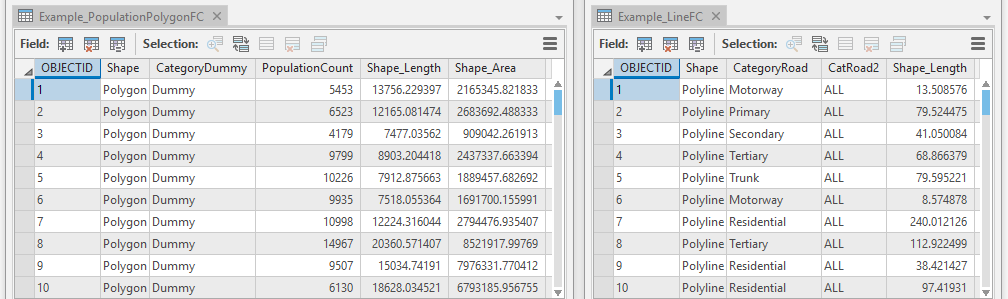 Example_PopulationPolygonFC
Field: Selection:
OBJECTID Shape CategoryDummy PopulationCount Shape_Length Shape_Area
1 Polygon Dummy 5453 13756.229397 2165345.821833
2 Polygon Dummy 6523 12165.081474 2683692.488333
3 Polygon Dummy 4179 7477.03562 909042.261913
4 Polygon Dummy 9799 8903.204418 2437337.663394
5 Polygon Dummy 10226 7912.875663 1889457.682692
6 Polygon Dummy 9935 7518.055364 1691700.155991
7 Polygon Dummy 10998 12224.316044 2794476.935407
8 Polygon Dummy 14967 20360.571407 8521917.99769
9 Polygon Dummy 9507 15034.74191 7976331.770412
10 Polygon Dummy 6130 18628.034521 6793185.956755
Example_LineFC
Field: Selection:
OBJECTID Shape CategoryRoad CatRoad2 Shape_Length
1 Polyline Motorway ALL 13.508576
2 Polyline Primary ALL 79.524475
3 Polyline Secondary ALL 41.050084
4 Polyline Tertiary ALL 68.866379
5 Polyline Trunk ALL 79.595221
6 Polyline Motorway ALL 8.574878
7 Polyline Residential ALL 240.012126
8 Polyline Tertiary ALL 112.922499
9 Polyline Residential ALL 38.421427
10 Polyline Residential ALL 97.41931